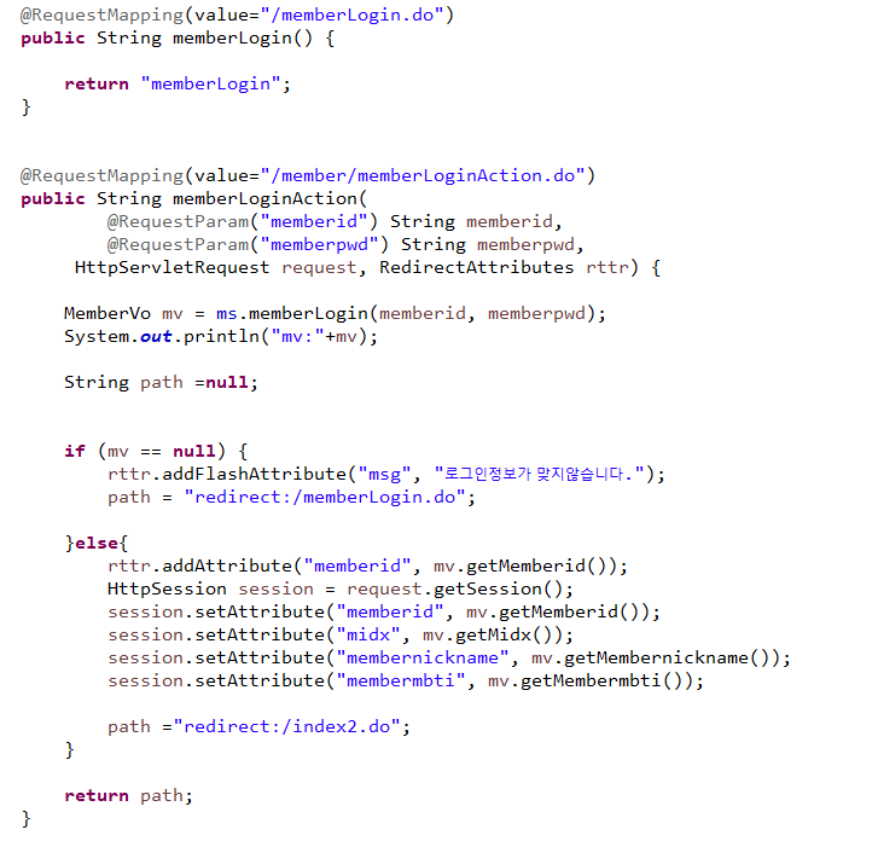 @RequestMapping(value="/memberLogin.do")
public String memberLogin() {
return "memberLogin";
}
@RequestMapping(value="/member/memberLoginAction.do")
public String memberLoginAction(
@RequestParam("memberid") String memberid,
@RequestParam("memberpwd") String memberpwd,
HttpServletRequest request, RedirectAttributes rttr) {
MemberVo mv = ms.memberLogin(memberid, memberpwd);
System.out.println("mv:"+mv);
String path =null;
if (mv == null) {
rttr.addFlashAttribute("msg", "로그인정보가 맞지않습니다.");
path = "redirect:/memberLogin.do";
}else{
rttr.addAttribute("memberid", mv.getMemberid());
HttpSession session = request.getSession();
session.setAttribute("memberid", mv.getMemberid());
session.setAttribute("midx", mv.getMidx());
session.setAttribute("membernickname", mv.getMembernickname());
session.setAttribute("membermbti", mv.getMembermbti());
path ="redirect:/index2.do";
}
return path;
}